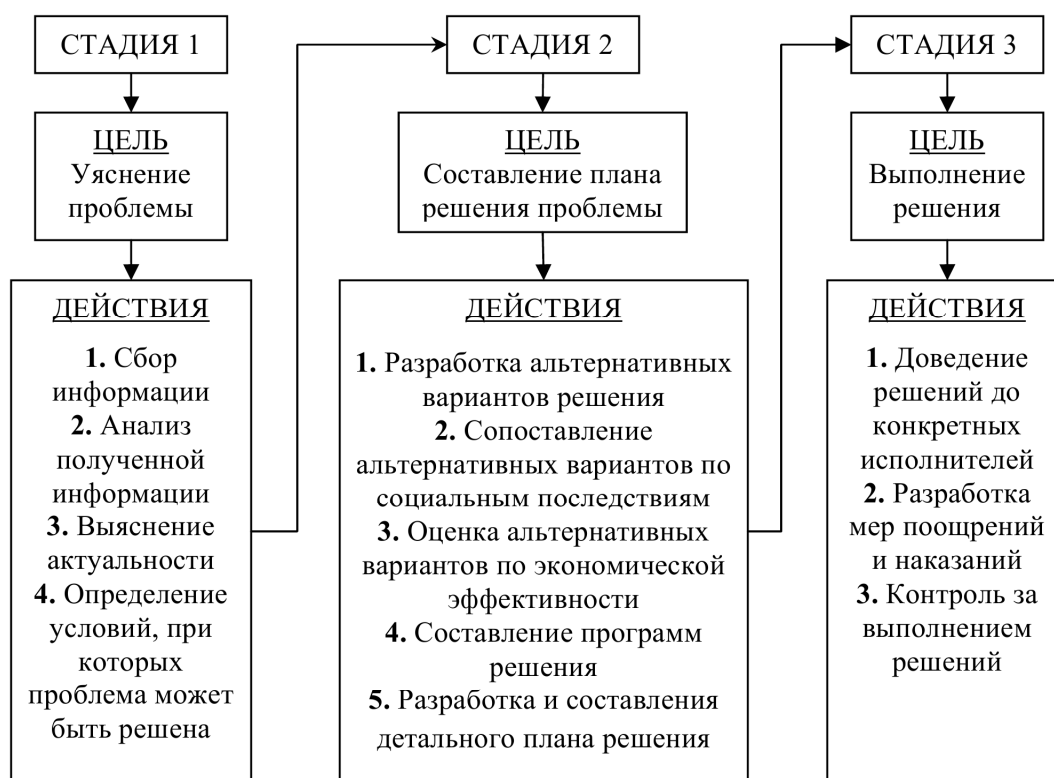 СТАДИЯ 1
ЦЕЛЬ
Уяснение
проблемы
ДЕЙСТВИЯ
1. Сбор
информации
2. Анализ
полученной
информации
3. Выяснение
актуальности
4. Определение
условий, при
которых
проблема может
быть решена
СТАДИЯ 2
ЦЕЛЬ
Составление плана
решения проблемы
ДЕЙСТВИЯ
1. Разработка альтернативных
вариантов решения
2. Сопоставление
альтернативных вариантов по
социальным последствиям
3. Оценка альтернативных
вариантов по экономической
эффективности
4. Составление программ
решения
5. Разработка и составления
детального плана решения
СТАДИЯ 3
ЦЕЛЬ
Выполнение
решения
ДЕЙСТВИЯ
1. Доведение
решений до
конкретных
исполнителей
2. Разработка
мер поощрений
и наказаний
3. Контроль за
выполнением
решений